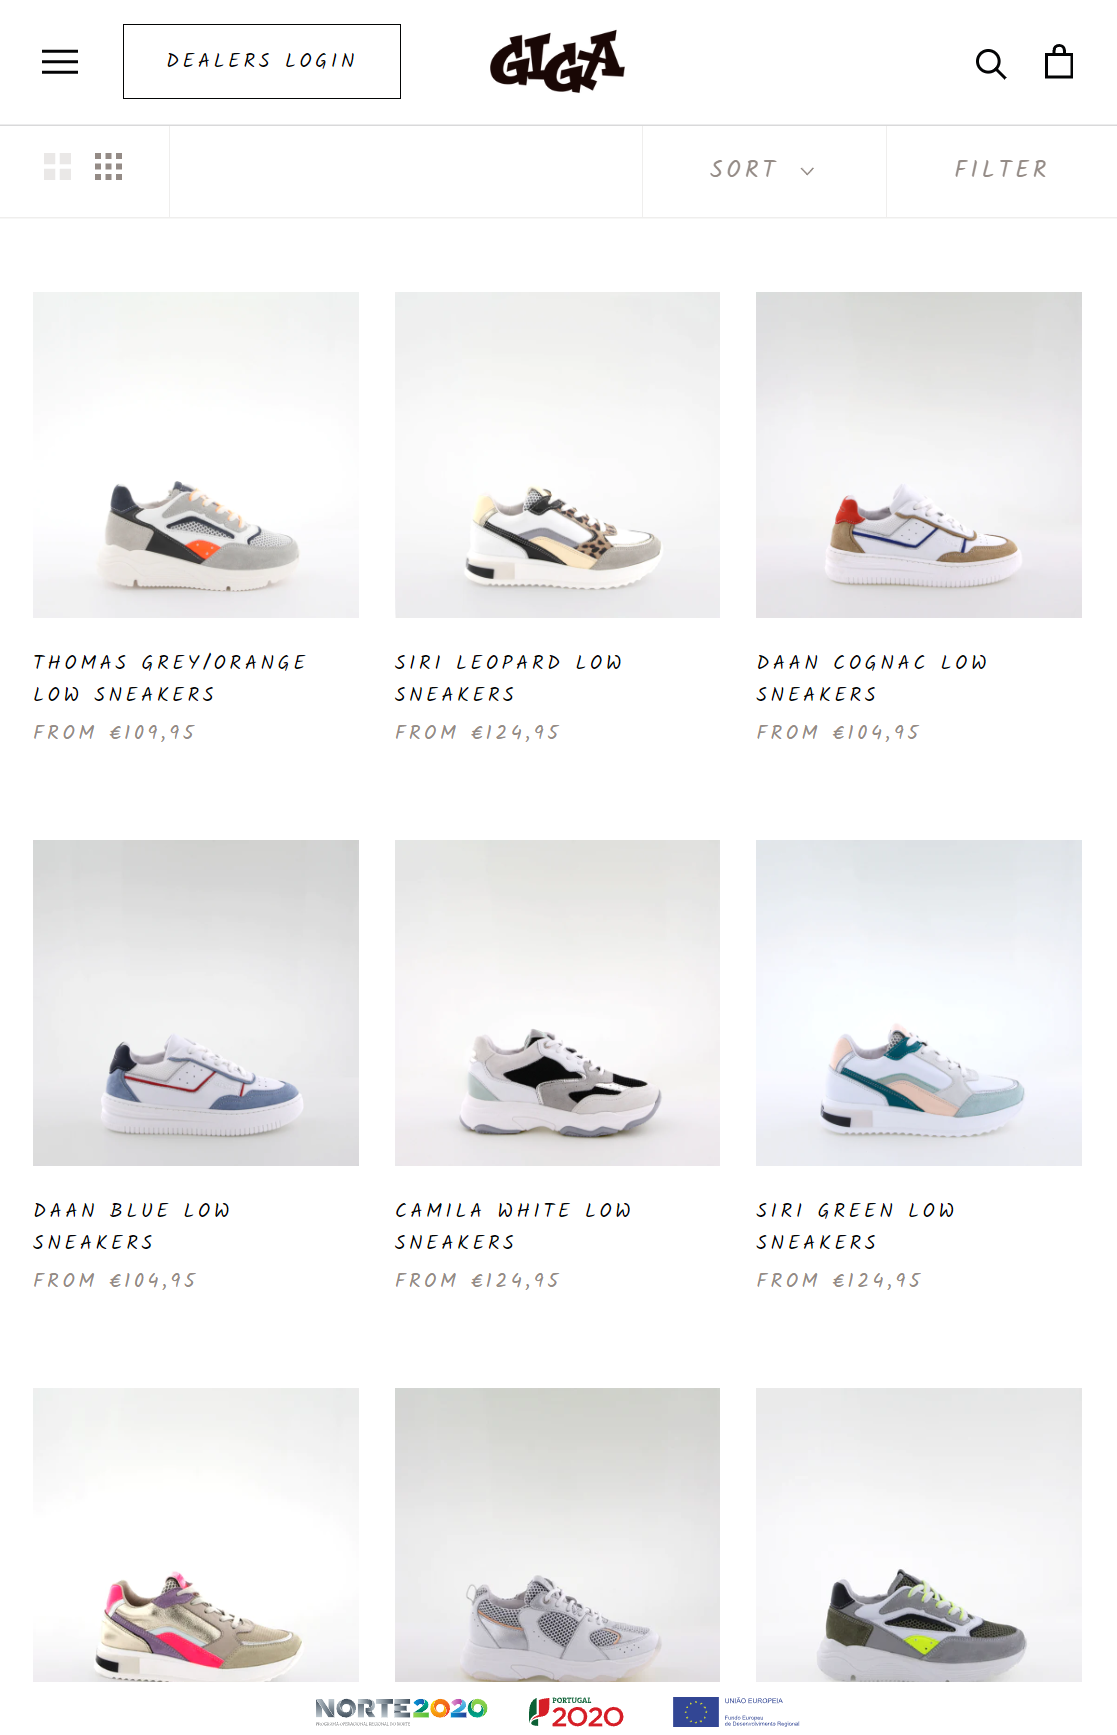 DEALERS LOGIN
GIGA
SORT
FILTER
THOMAS GREY/ORANGE
LOW SNEAKERS
FROM €109,95
SIRI LEOPARD LOW
SNEAKERS
FROM €124,95
DAAN COGNAC LOW
SNEAKERS
FROM €104,95
DAAN BLUE LOW
SNEAKERS
FROM €104,95
CAMILA WHITE LOW
SNEAKERS
FROM €124,95
SIRI GREEN LOW
SNEAKERS
FROM €124,95
NORTE2020
PROGRAMA OPERACIONAL REGIONAL DO NORTE
PORTUGAL
2020
UNIÃO EUROPEIA
Fundo Europeu
de Desenvolvimento Regional